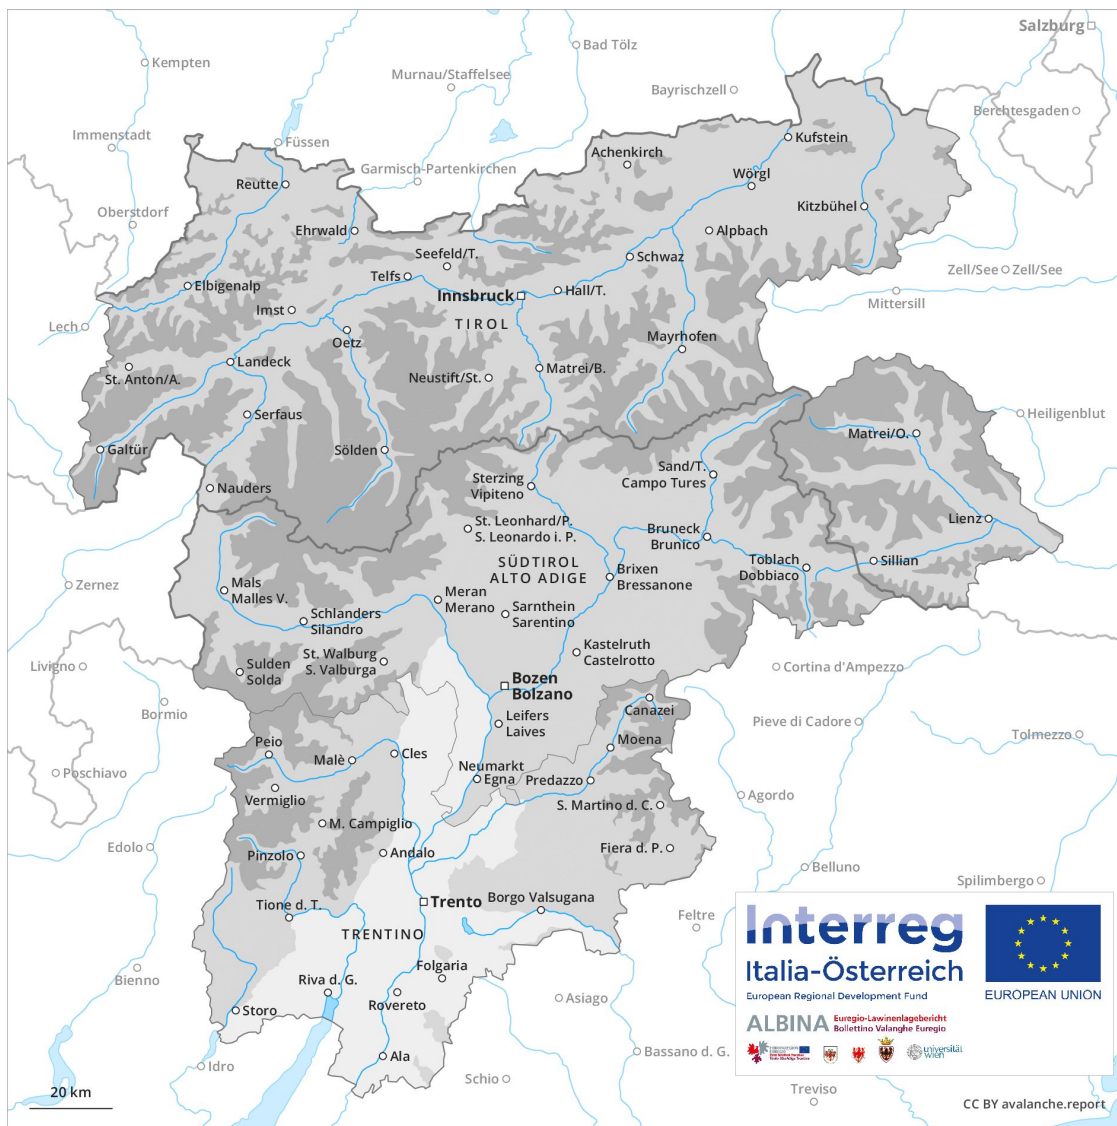 Salzburg
Bad Tölz
Kempten
Murnau/Staffelsee
Bayrischzell
Berchtesgaden
Immenstadt
Füssen
Kufstein
Achenkirch
Garmisch-Partenkirchen
Wörgl
Reutte
Oberstdorf
Kitzbühel
Ehrwald
Alpbach
Seefeld/T.
Schwaz
Telfs
Zell/See
Zell/See
Elbigenalp
Innsbruck
Hall/T.
Mittersill
Imst
TIROL
Lech
Oetz
Mayrhofen
Landeck
Matrei/B.
St. Anton/A.
Neustift/St.
Serfaus
Heiligenblut
Matrei/O.
Galtür
Sölden
Sand/T.
Campo Tures
Sterzing
Vipiteno
Nauders
Lienz
St. Leonhard/P.
S. Leonardo i. P.
Bruneck
Brunico
SÜDTIROL
ALTO ADIGE
Toblach
Dobbiaco
Sillian
Brixen
Bressanone
Zernez
Mals
Malles V.
Meran
Merano
Schlanders
Silandro
Sarnthein
Sarentino
Kastelruth
Castelrotto
St. Walburg
S. Valburga
Livigno
Sulden
Solda
Cortina d'Ampezzo
Bozen
Bolzano
Bormio
Canazei
Leifers
Laives
Pieve di Cadore
Tolmezzo
Peio
Moena
Malè
Cles
Poschiavo
Neumarkt
Egna
Predazzo
Vermiglio
Agordo
S. Martino d. C.
M. Campiglio
Edolo
Pinzolo
Andalo
Fiera d. P.
Belluno
Spilimbergo
Tione d. T.
Trento
Borgo Valsugana
Feltre
TRENTINO
Folgaria
Bienno
Riva d. G.
Rovereto
Asiago
Storo
Ala
Bassano d. G.
Idro
Schio
Treviso
20 km
Interreg
Italia-Österreich
European Regional Development Fund
EUROPEAN UNION
ALBINA
Euregio-Lawinenlagebericht
Bollettino Valanghe Euregio
universität
wien
CC BY avalanche.report